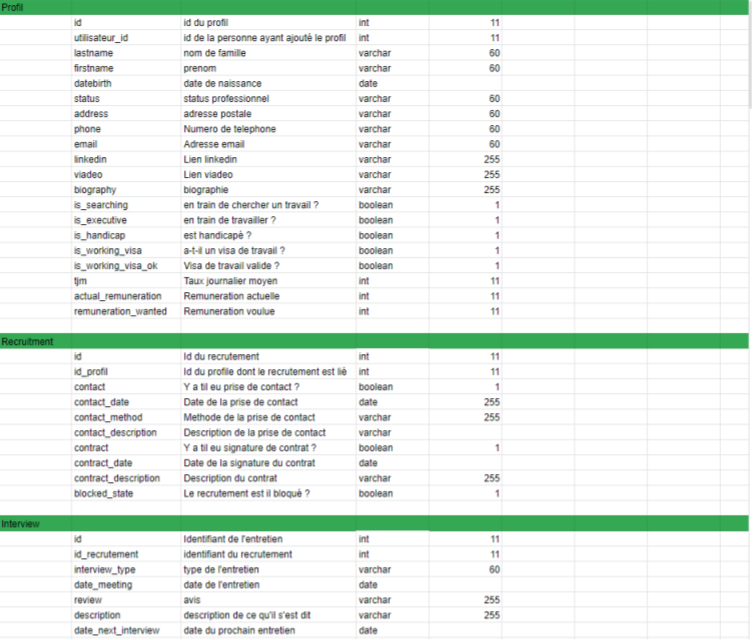 Profil
id id du profil int 11
utilisateur_id id de la personne ayant ajouté le profil int 11
lastname nom de famille varchar 60
firstname prenom varchar 60
datebirth date de naissance date
status status professionnel varchar 60
address adresse postale varchar 60
phone Numero de telephone varchar 60
email Adresse email varchar 60
linkedin Lien linkedin varchar 255
viadeo Lien viadeo varchar 255
biography biographie varchar 255
is_searching en train de chercher un travail ? boolean 1
is_executive en train de travailler ? boolean 1
is_handicap est handicapé ? boolean 1
is_working_visa a-t-il un visa de travail ? boolean 1
is_working_visa_ok Visa de travail valide ? boolean 1
tjm Taux journalier moyen int 11
actual_remuneration Remuneration actuelle int 11
remuneration_wanted Remuneration voulue int 11
Recruitment
id Id du recrutement int 11
id_profil Id du profile dont le recrutement est lié int 11
contact Y a til eu prise de contact ? boolean 1
contact_date Date de la prise de contact date 255
contact_method Methode de la prise de contact varchar 255
contact_description Description de la prise de contact varchar
contract Y a til eu signature de contrat ? boolean 1
contract_date Date de la signature du contrat date
contract_description Description du contrat varchar 255
blocked_state Le recrutement est il bloqué ? boolean 1
Interview
id Identifiant de l'entretien int 11
id_recrutement identifiant du recrutement int 11
interview_type type de l'entretien varchar 60
date_meeting date de l'entretien date
review avis varchar 255
description description de ce qu'il s'est dit varchar 255
date_next_interview date du prochain entretien date